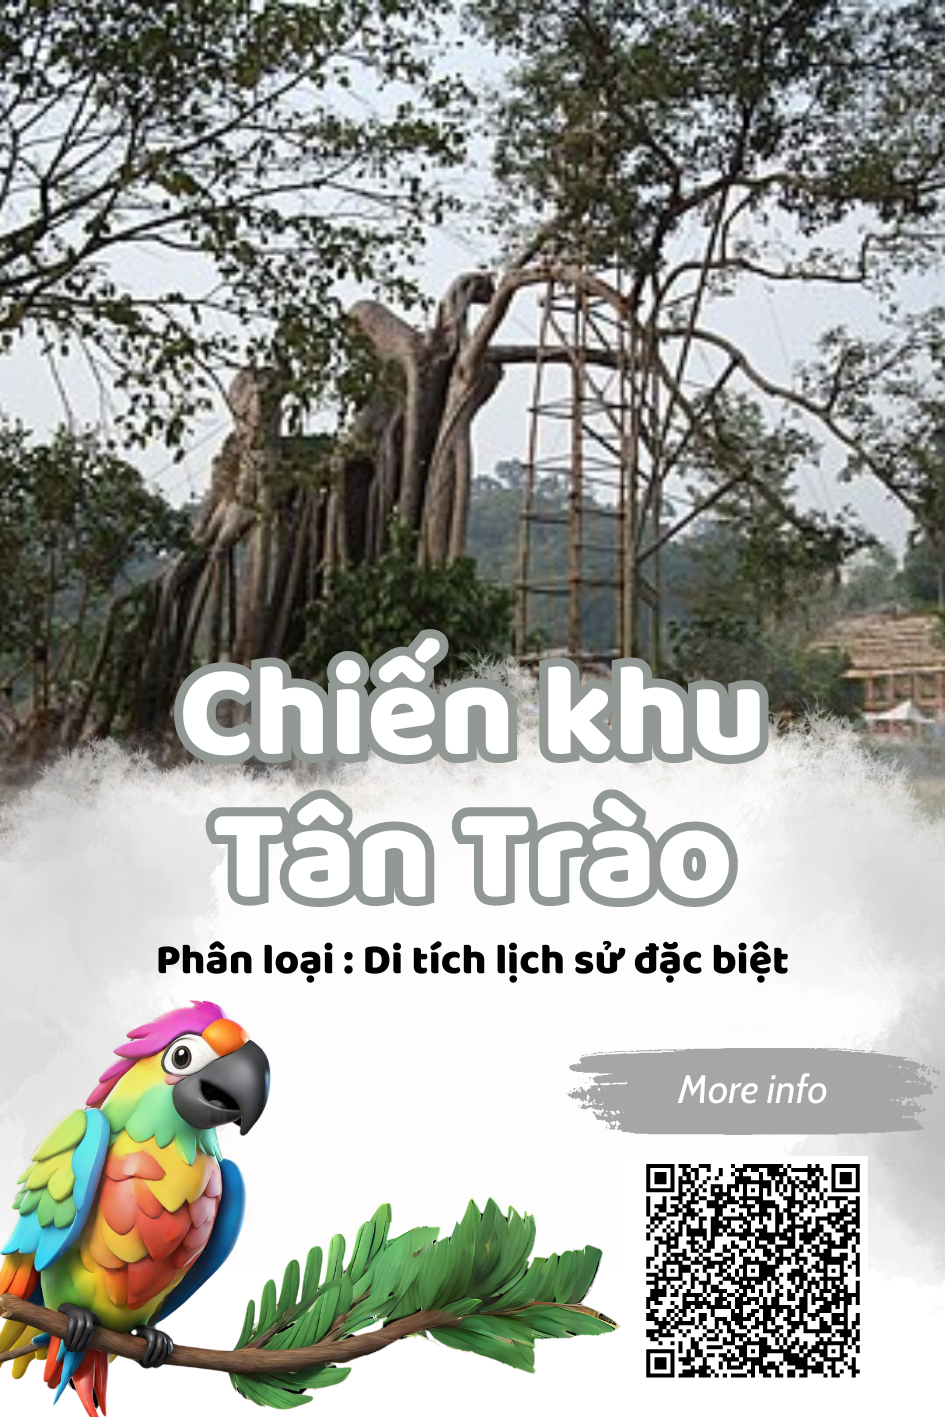 Chiến khu
Tân Trào
Phân loại : Di tích lịch sử đặc biệt
More info